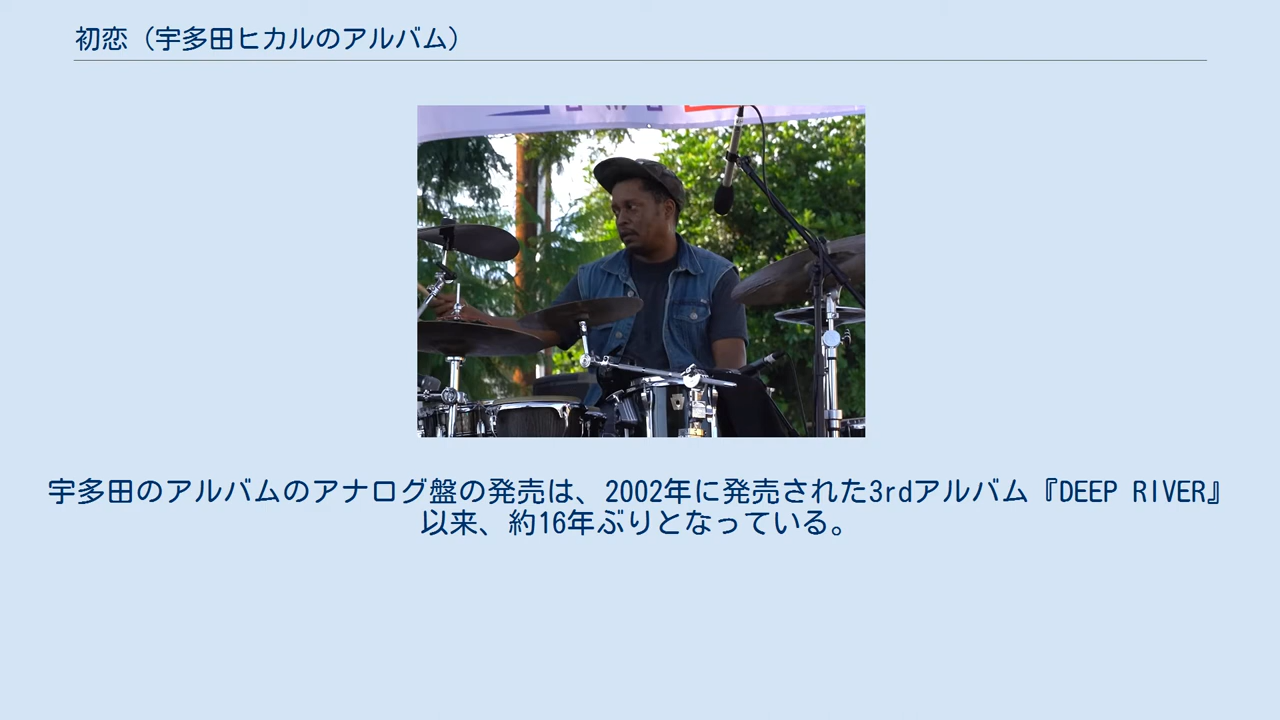 初恋（宇多田ヒカルのアルバム）
宇多田のアルバムのアナログ盤の発売は、2002年に発売された3rdアルバム『DEEP RIVER』
以来、約16年ぶりとなっている。